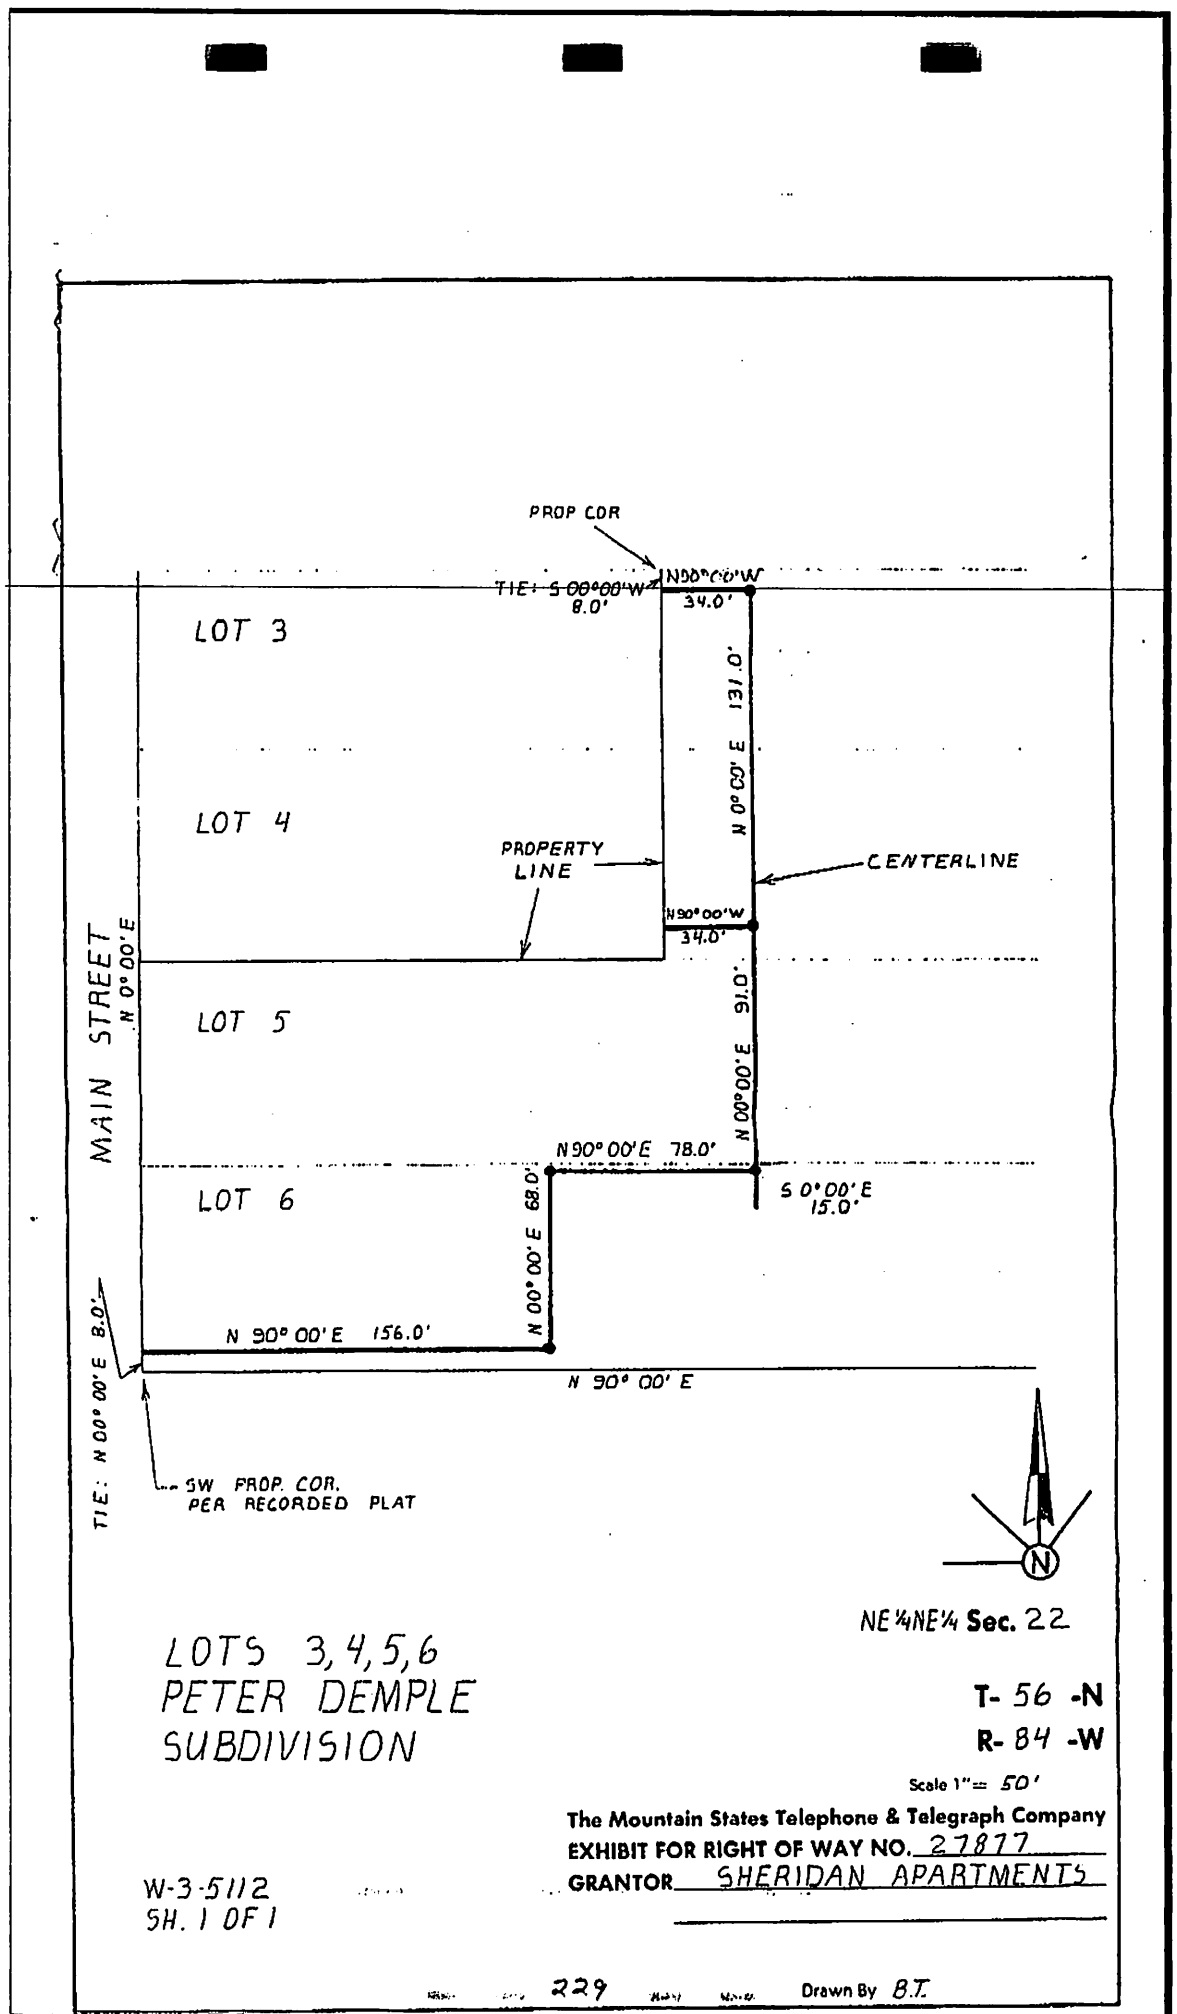 PROP COR
TIE: S 00°00'W
8.0'
N90°00'W
34.0'
LOT 3
N 0°00'E 131.0'
LOT 4
PROPERTY
LINE
CENTERLINE
N90°00'W
34.0'
MAIN STREET
N 0°00'E
LOT 5
N 00°00'E 91.0'
N90°00'E 78.0'
S 0°00'E
15.0'
LOT 6
N 00°00'E 68.0'
N 90°00'E 156.0'
N 90°00'E
TIE: N 00°00'E 8.0'
SW PROP. COR.
PER RECORDED PLAT
N
NE¼NE¼ Sec. 22
LOTS 3,4,5,6
PETER DEMPLE
SUBDIVISION
T- 56 -N
R- 84 -W
Scale 1"= 50'
The Mountain States Telephone & Telegraph Company
EXHIBIT FOR RIGHT OF WAY NO. 27877
GRANTOR SHERIDAN APARTMENTS
W-3-5112
SH. 1 OF 1
229
Drawn By B.T.